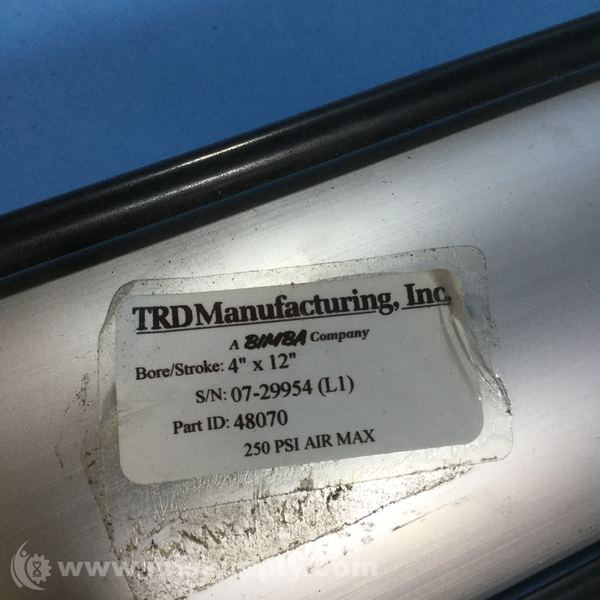 TRD Manufacturing, Inc.
A BIMBA Company
Bore/Stroke: 4" x 12"
S/N: 07-29954 (L1)
Part ID: 48070
250 PSI AIR MAX